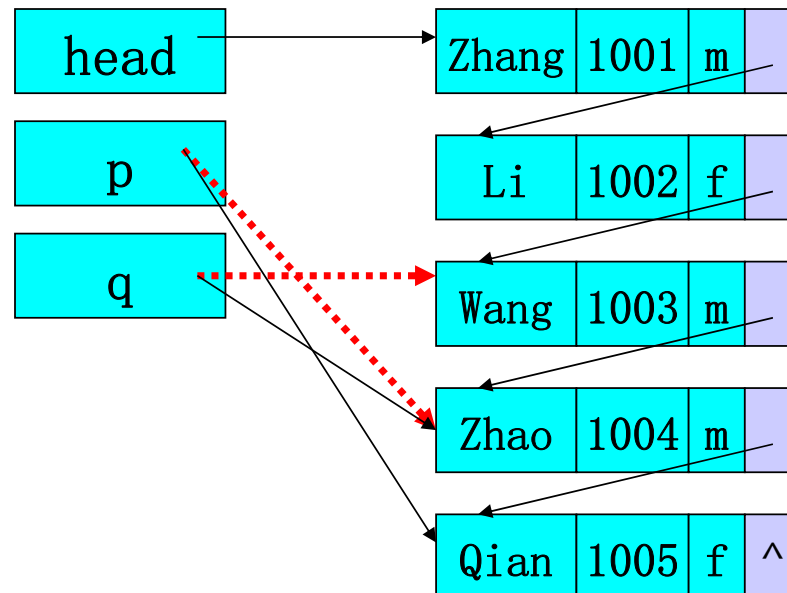 head
Zhang 1001 m
p
Li 1002 f
q
Wang 1003 m
Zhao 1004 m
Qian 1005 f ^